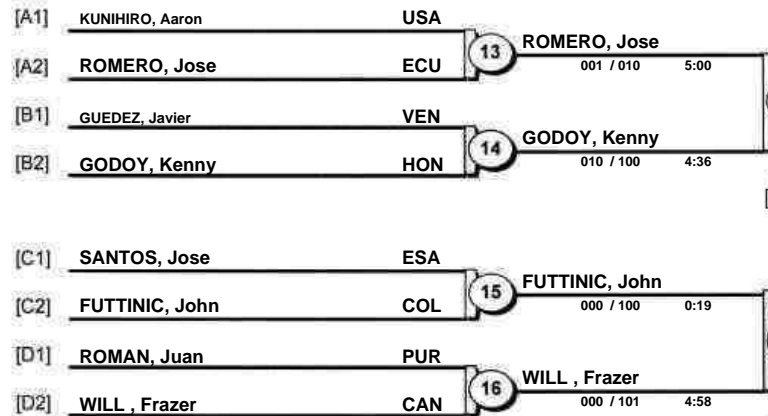 [A1] KUNIHIRO, Aaron USA
13 ROMERO, Jose
[A2] ROMERO, Jose ECU 001 / 010 5:00
[B1] GUEDEZ, Javier VEN
14 GODOY, Kenny
[B2] GODOY, Kenny HON 010 / 100 4:36
[C1] SANTOS, Jose ESA
15 FUTTINIC, John
[C2] FUTTINIC, John COL 000 / 100 0:19
[D1] ROMAN, Juan PUR
16 WILL , Frazer
[D2] WILL , Frazer CAN 000 / 101 4:58